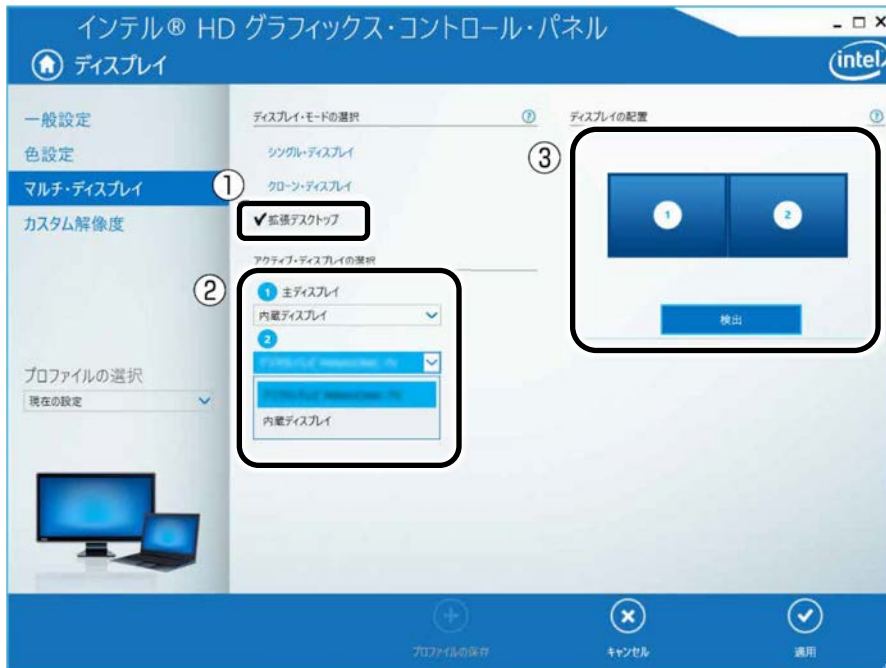 インテル® HD グラフィックス・コントロール・パネル
ディスプレイ
intel
一般設定
色設定
マルチ・ディスプレイ
カスタム解像度
プロファイルの選択
現在の設定
ディスプレイ・モードの選択
シングル・ディスプレイ
①
クローン・ディスプレイ
✔拡張デスクトップ
アクティブ・ディスプレイの選択
②
1 主ディスプレイ
内蔵ディスプレイ
2
内蔵ディスプレイ
ディスプレイの配置
③
1 2
検出
プロファイルの保存
キャンセル
適用